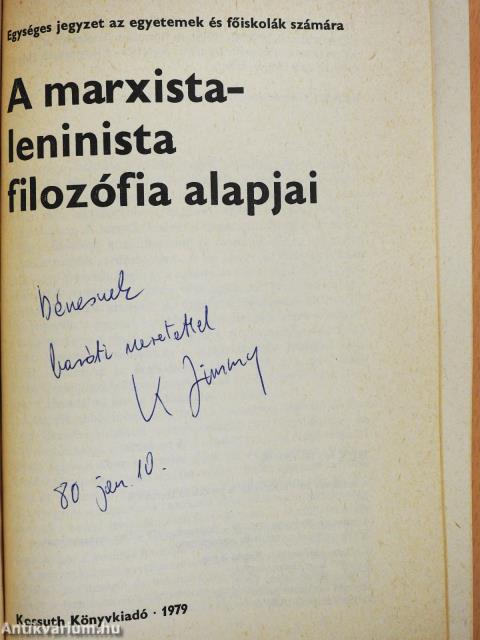 Egységes jegyzet az egyetemek és főiskolák számára
A marxista-
leninista
filozófia alapjai
Dénesnek
baráti szeretettel
K Jimmy
80 jan. 10.
Kossuth Könyvkiadó · 1979
Antikvarium.hu